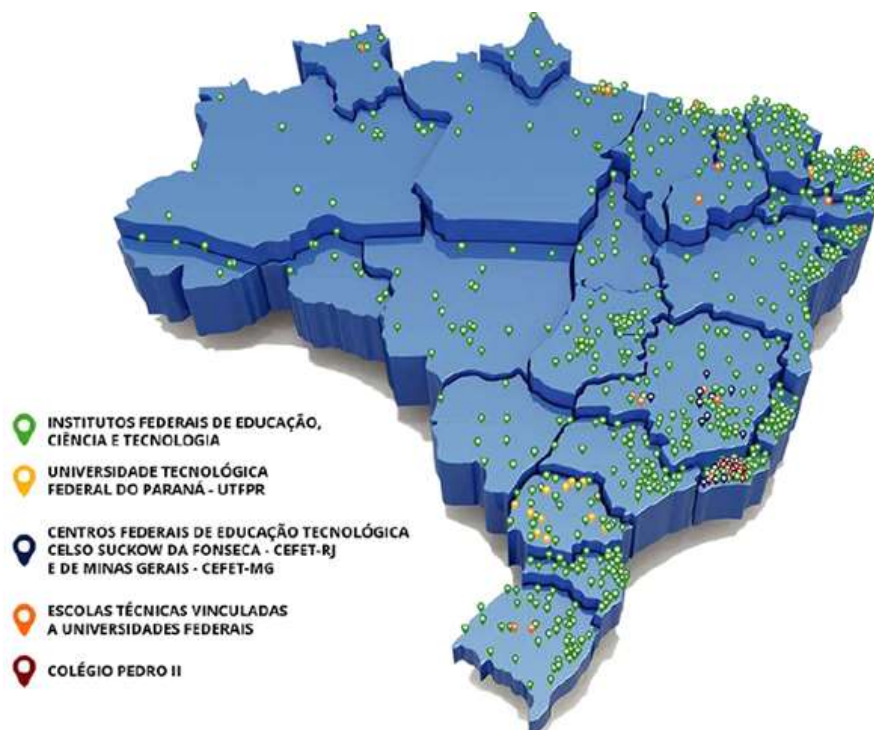 INSTITUTOS FEDERAIS DE EDUCAÇÃO,
CIÊNCIA E TECNOLOGIA
UNIVERSIDADE TECNOLÓGICA
FEDERAL DO PARANÁ - UTFPR
CENTROS FEDERAIS DE EDUCAÇÃO TECNOLÓGICA
CELSO SUCKOW DA FONSECA - CEFET-RJ
E DE MINAS GERAIS - CEFET-MG
ESCOLAS TÉCNICAS VINCULADAS
A UNIVERSIDADES FEDERAIS
COLÉGIO PEDRO II